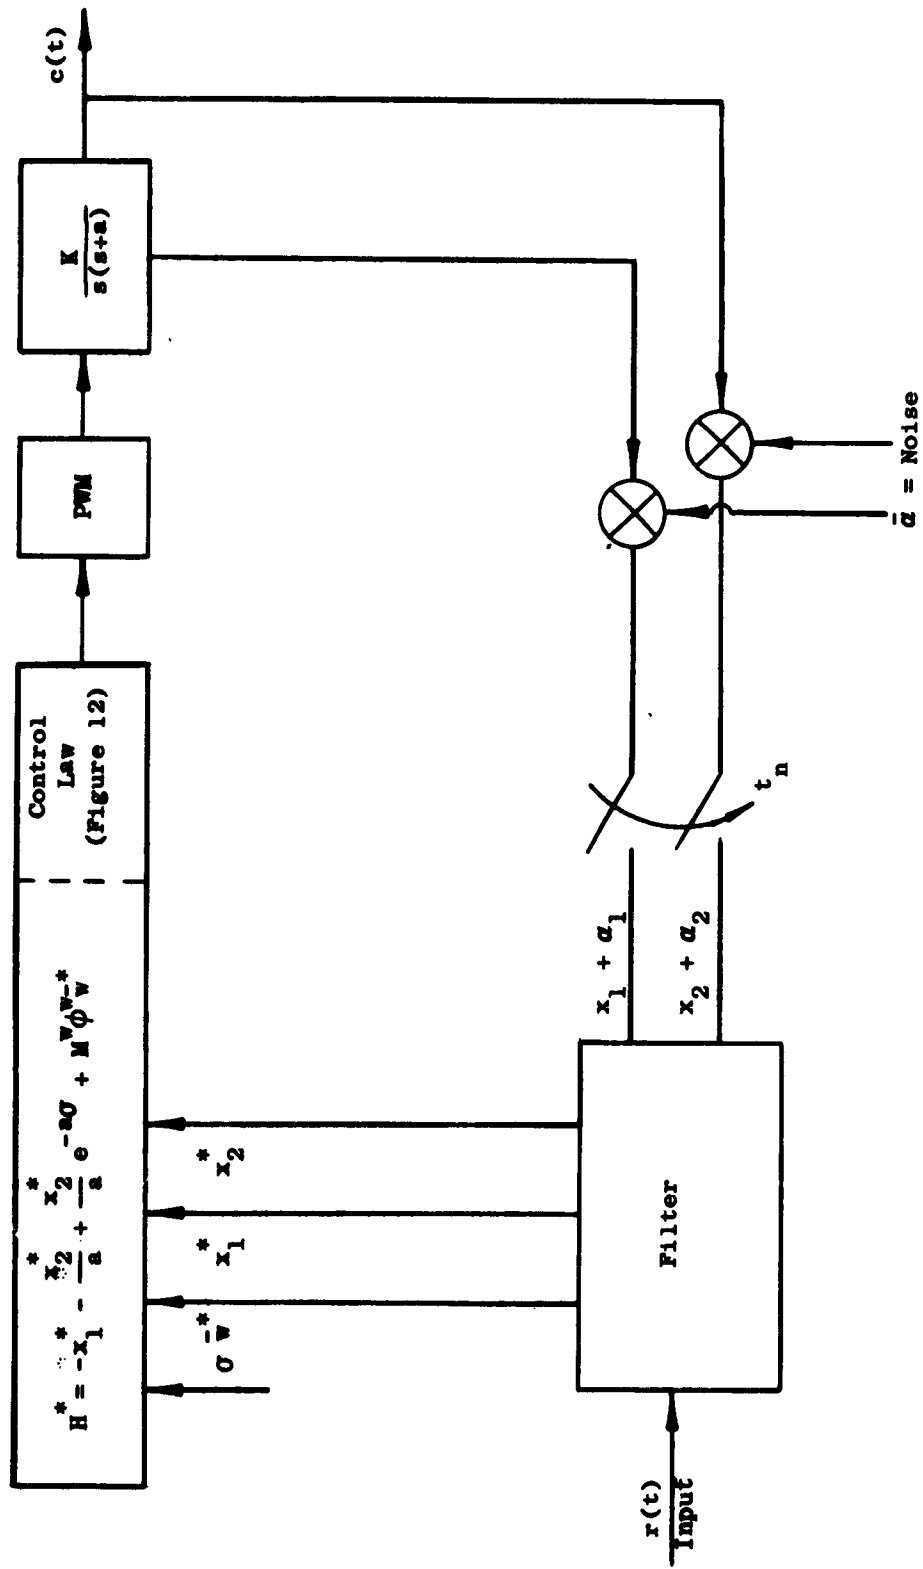 H* = -x₁* - x₂*/a + x₂*/a e^-aσ + M^w ϕ_w^w w̄*
Control
Law
(Figure 12)
PWM
K
s(s+a)
c(t)
σ
w̄*
x₁*
x₂*
r(t)
Input
Filter
x₁ + α₁
x₂ + α₂
t_n
ᾱ = Noise